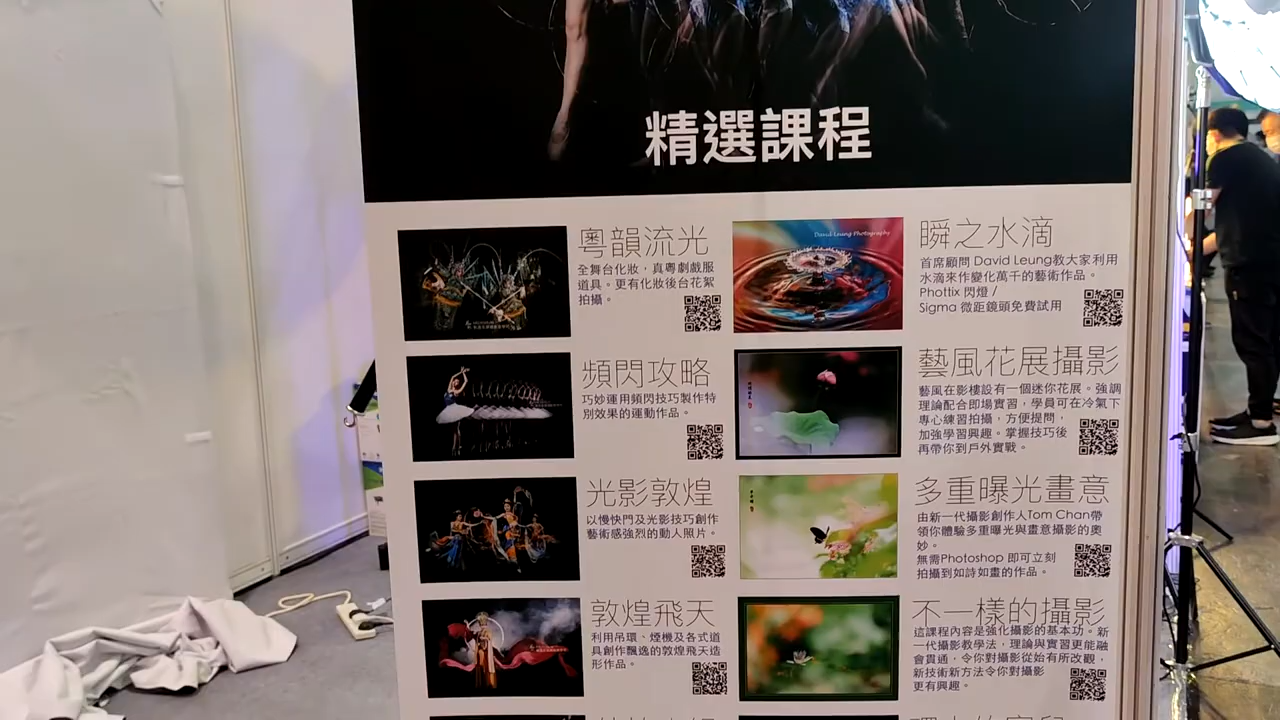 精選課程
粵韻流光
全舞台化妝，真粵劇戲服
道具。更有化妝後台花絮
拍攝。
David Leung Photography
瞬之水滴
首席顧問 David Leung教大家利用
水滴來作變化萬千的藝術作品。
Phottix 閃燈 /
Sigma 微距鏡頭免費試用
頻閃攻略
巧妙運用頻閃技巧製作特
別效果的運動作品。
藝風花展攝影
藝風在影樓設有一個迷你花展。強調
理論配合即場實習，學員可在冷氣下
專心練習拍攝，方便提問，
加強學習興趣。掌握技巧後
再帶你到戶外實戰。
光影敦煌
以慢快門及光影技巧創作
藝術感強烈的動人照片。
多重曝光畫意
由新一代攝影創作人Tom Chan帶
領你體驗多重曝光與畫意攝影的奧
妙。
無需Photoshop 即可立刻
拍攝到如詩如畫的作品。
敦煌飛天
利用吊環、煙機及各式道
具創作飄逸的敦煌飛天造
形作品。
不一樣的攝影
這課程內容是強化攝影的基本功。新
一代攝影教學法，理論與實習更能融
會貫通，令你對攝影從始有所改觀，
新技術新方法令你對攝影
更有興趣。